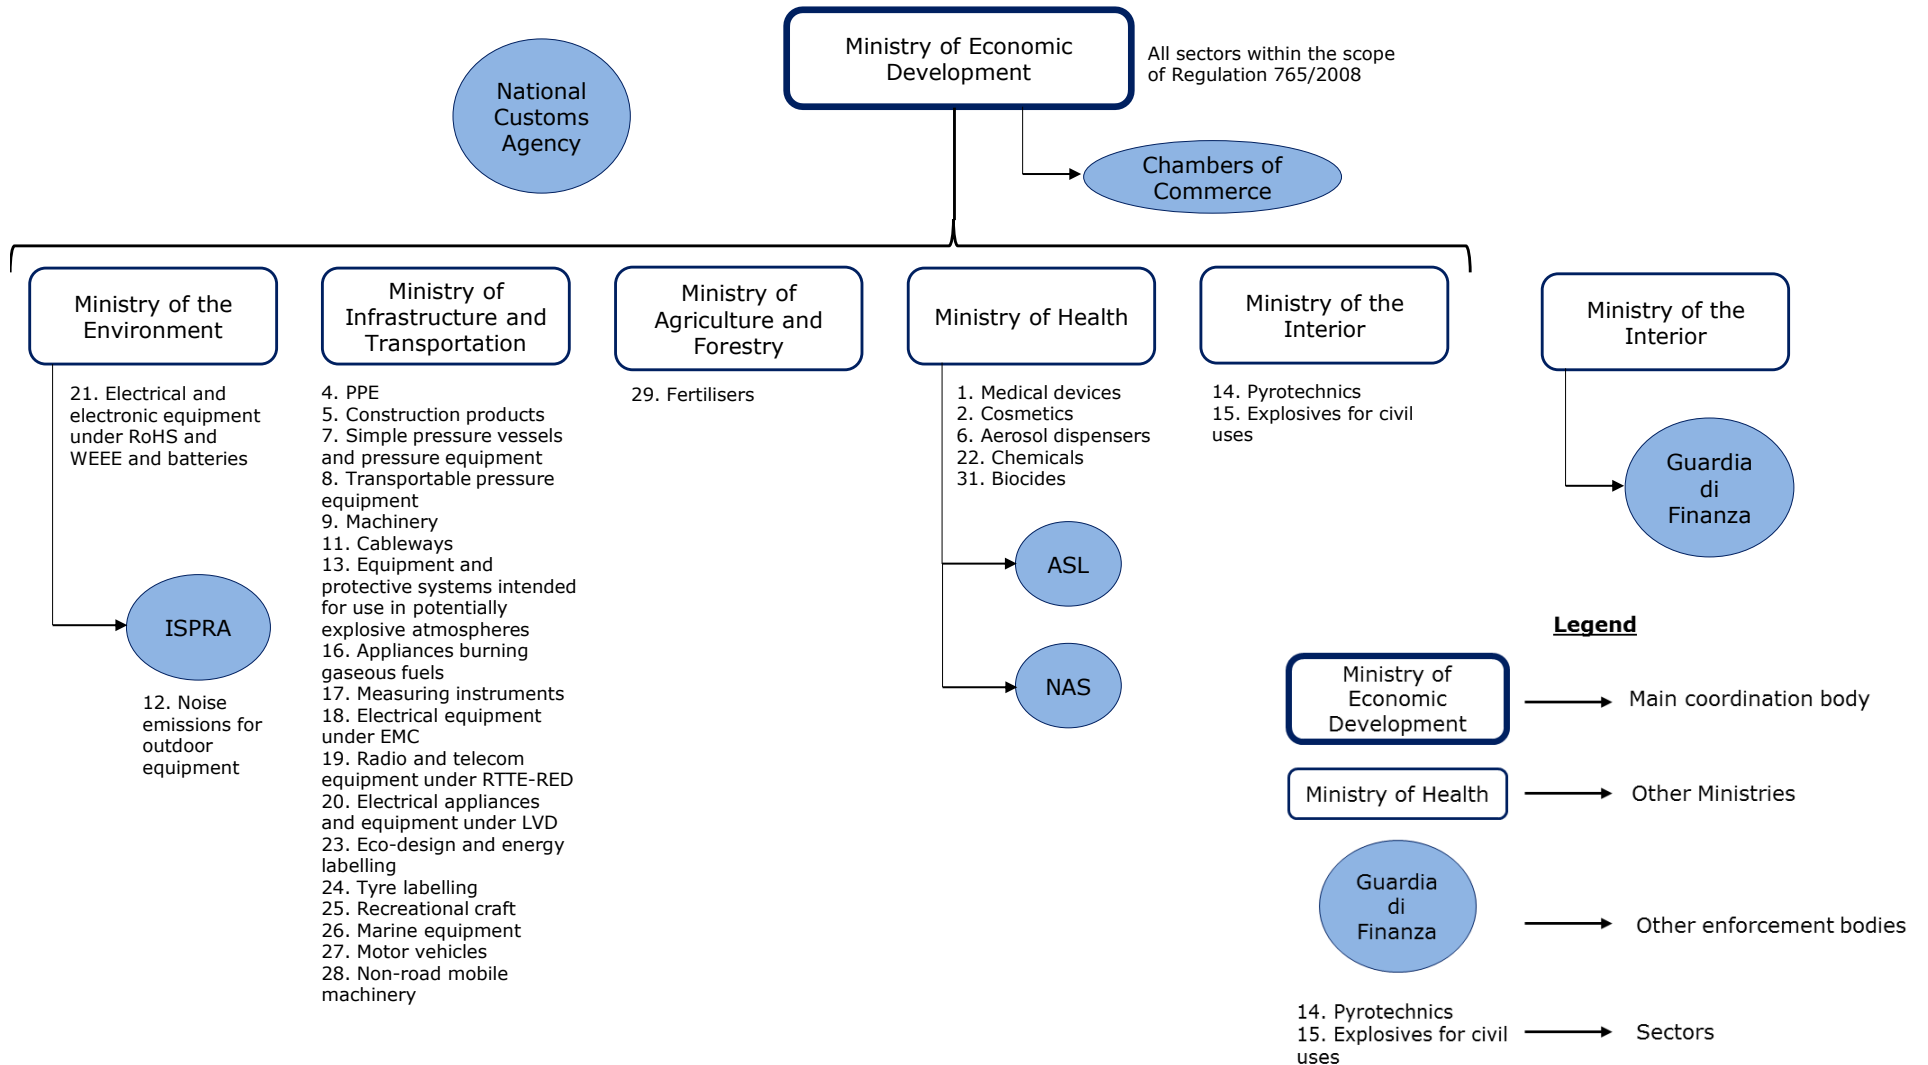 Ministry of Economic
Development
All sectors within the scope
of Regulation 765/2008
National
Customs
Agency
Chambers of
Commerce
Ministry of the
Environment
21. Electrical and
electronic equipment
under RoHS and
WEEE and batteries
ISPRA
12. Noise
emissions for
outdoor
equipment
Ministry of
Infrastructure and
Transportation
4. PPE
5. Construction products
7. Simple pressure vessels
and pressure equipment
8. Transportable pressure
equipment
9. Machinery
11. Cableways
13. Equipment and
protective systems intended
for use in potentially
explosive atmospheres
16. Appliances burning
gaseous fuels
17. Measuring instruments
18. Electrical equipment
under EMC
19. Radio and telecom
equipment under RTTE-RED
20. Electrical appliances
and equipment under LVD
23. Eco-design and energy
labelling
24. Tyre labelling
25. Recreational craft
26. Marine equipment
27. Motor vehicles
28. Non-road mobile
machinery
Ministry of
Agriculture and
Forestry
29. Fertilisers
Ministry of Health
1. Medical devices
2. Cosmetics
6. Aerosol dispensers
22. Chemicals
31. Biocides
ASL
NAS
Ministry of the
Interior
14. Pyrotechnics
15. Explosives for civil
uses
Ministry of the
Interior
Guardia
di
Finanza
Legend
Ministry of
Economic
Development
Main coordination body
Ministry of Health
Other Ministries
Guardia
di
Finanza
Other enforcement bodies
14. Pyrotechnics
15. Explosives for civil
uses
Sectors